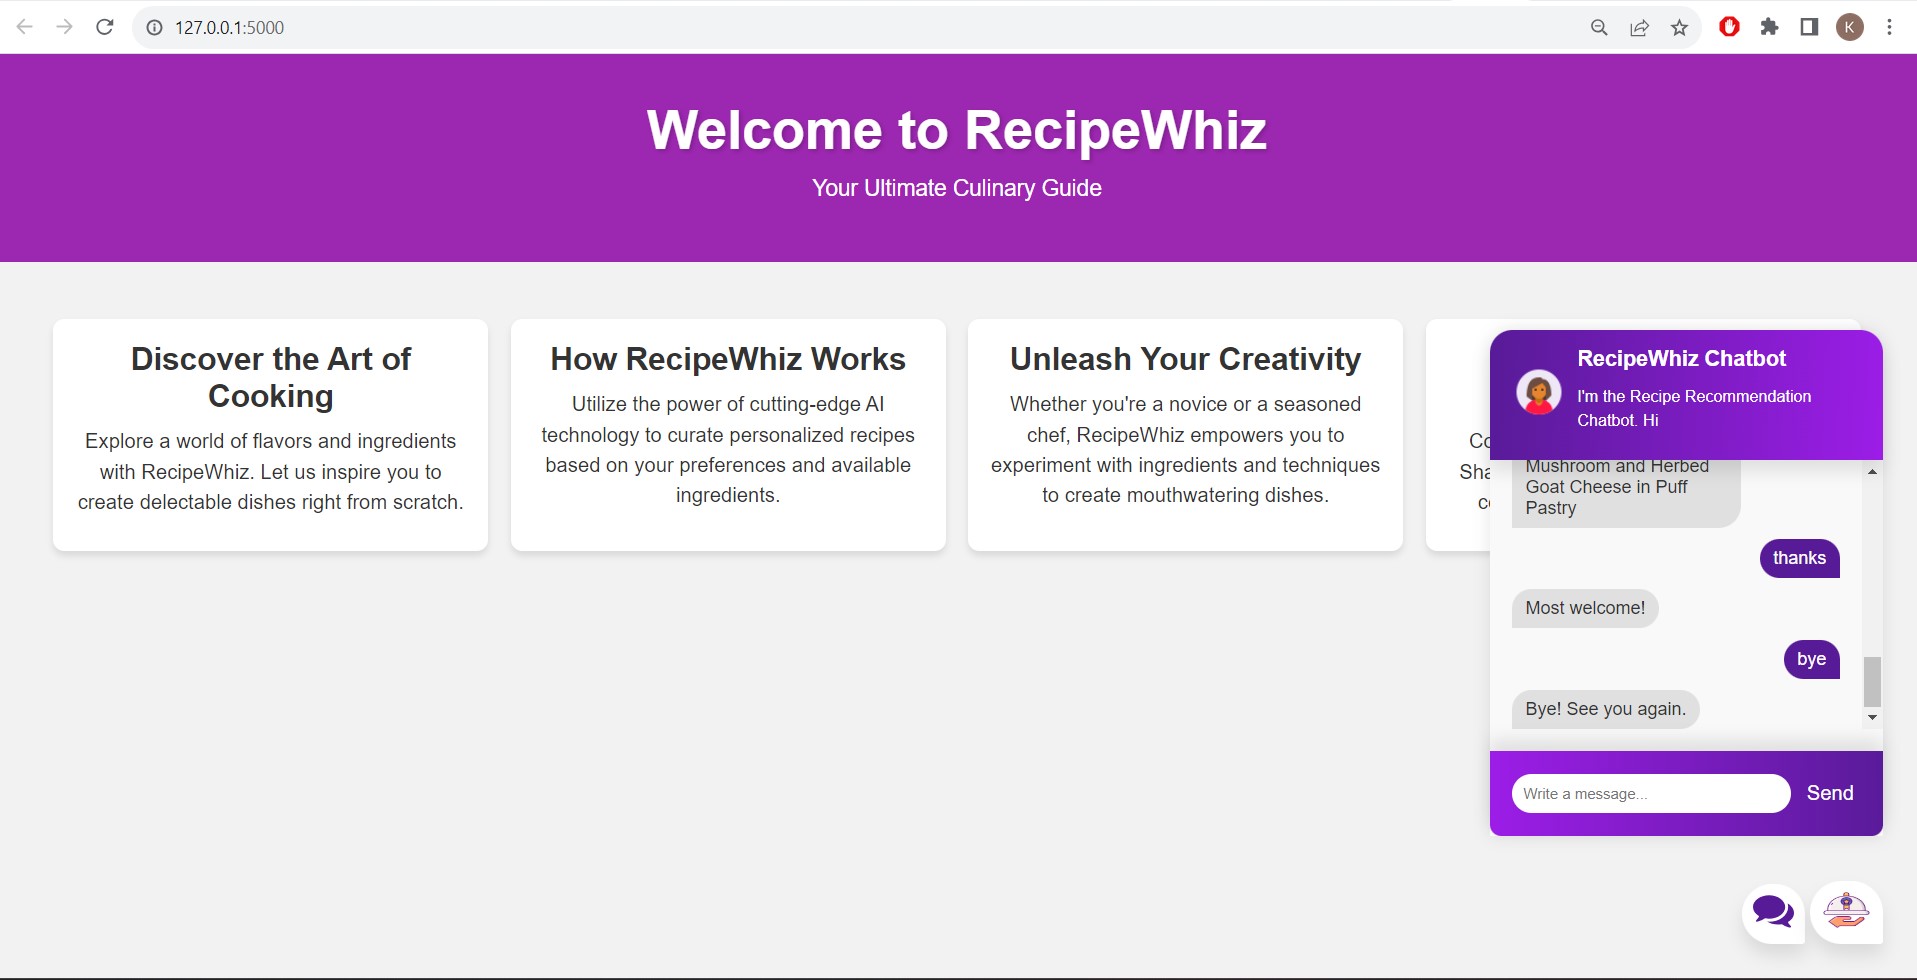 127.0.0.1:5000
K
Welcome to RecipeWhiz
Your Ultimate Culinary Guide
Discover the Art of
Cooking
Explore a world of flavors and ingredients
with RecipeWhiz. Let us inspire you to
create delectable dishes right from scratch.
How RecipeWhiz Works
Utilize the power of cutting-edge AI
technology to curate personalized recipes
based on your preferences and available
ingredients.
Unleash Your Creativity
Whether you're a novice or a seasoned
chef, RecipeWhiz empowers you to
experiment with ingredients and techniques
to create mouthwatering dishes.
RecipeWhiz Chatbot
I'm the Recipe Recommendation
Chatbot. Hi
Mushroom and Herbed
Goat Cheese in Puff
Pastry
thanks
Most welcome!
bye
Bye! See you again.
Write a message...
Send